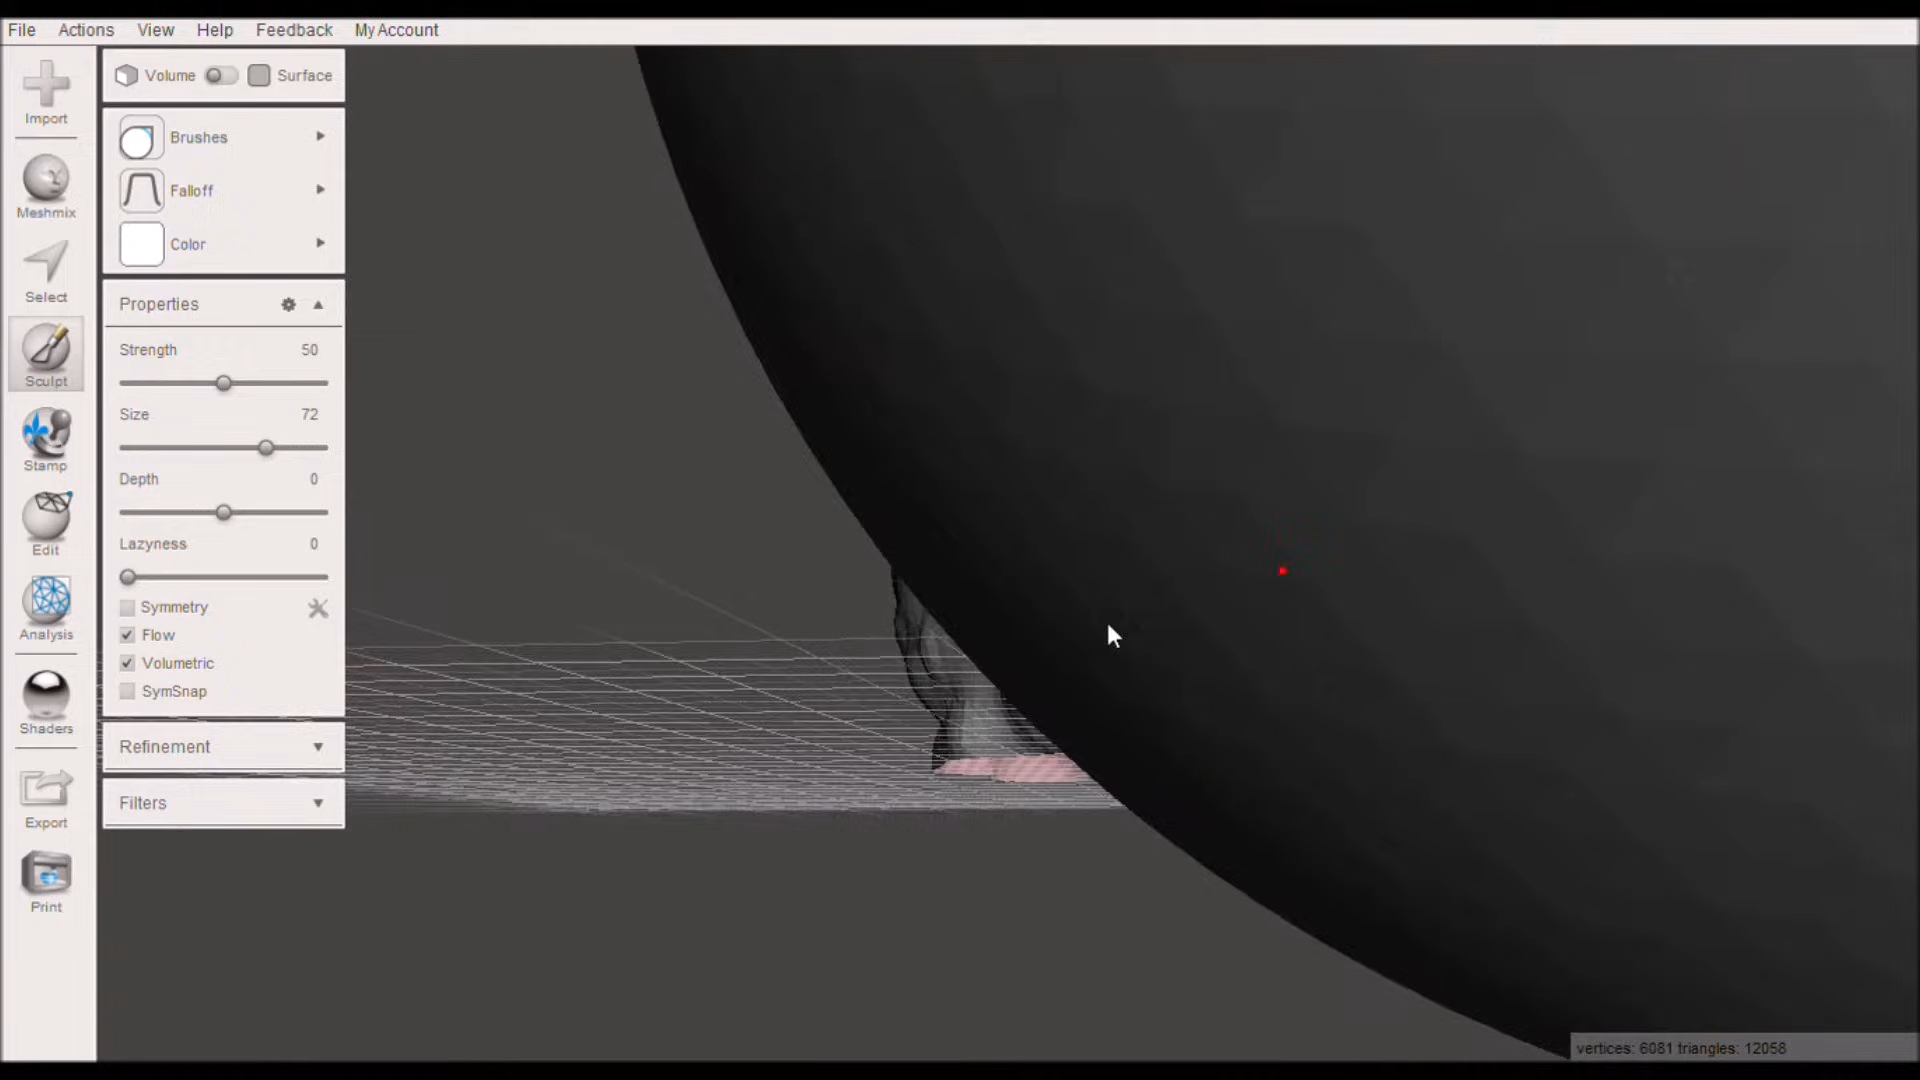 File Actions View Help Feedback My Account
Import
Meshmix
Select
Sculpt
Stamp
Edit
Analysis
Shaders
Export
Print
Volume Surface
Brushes
Falloff
Color
Properties
Strength 50
Size 72
Depth 0
Lazyness 0
Symmetry
Flow
Volumetric
SymSnap
Refinement
Filters
vertices: 6081 triangles: 12058